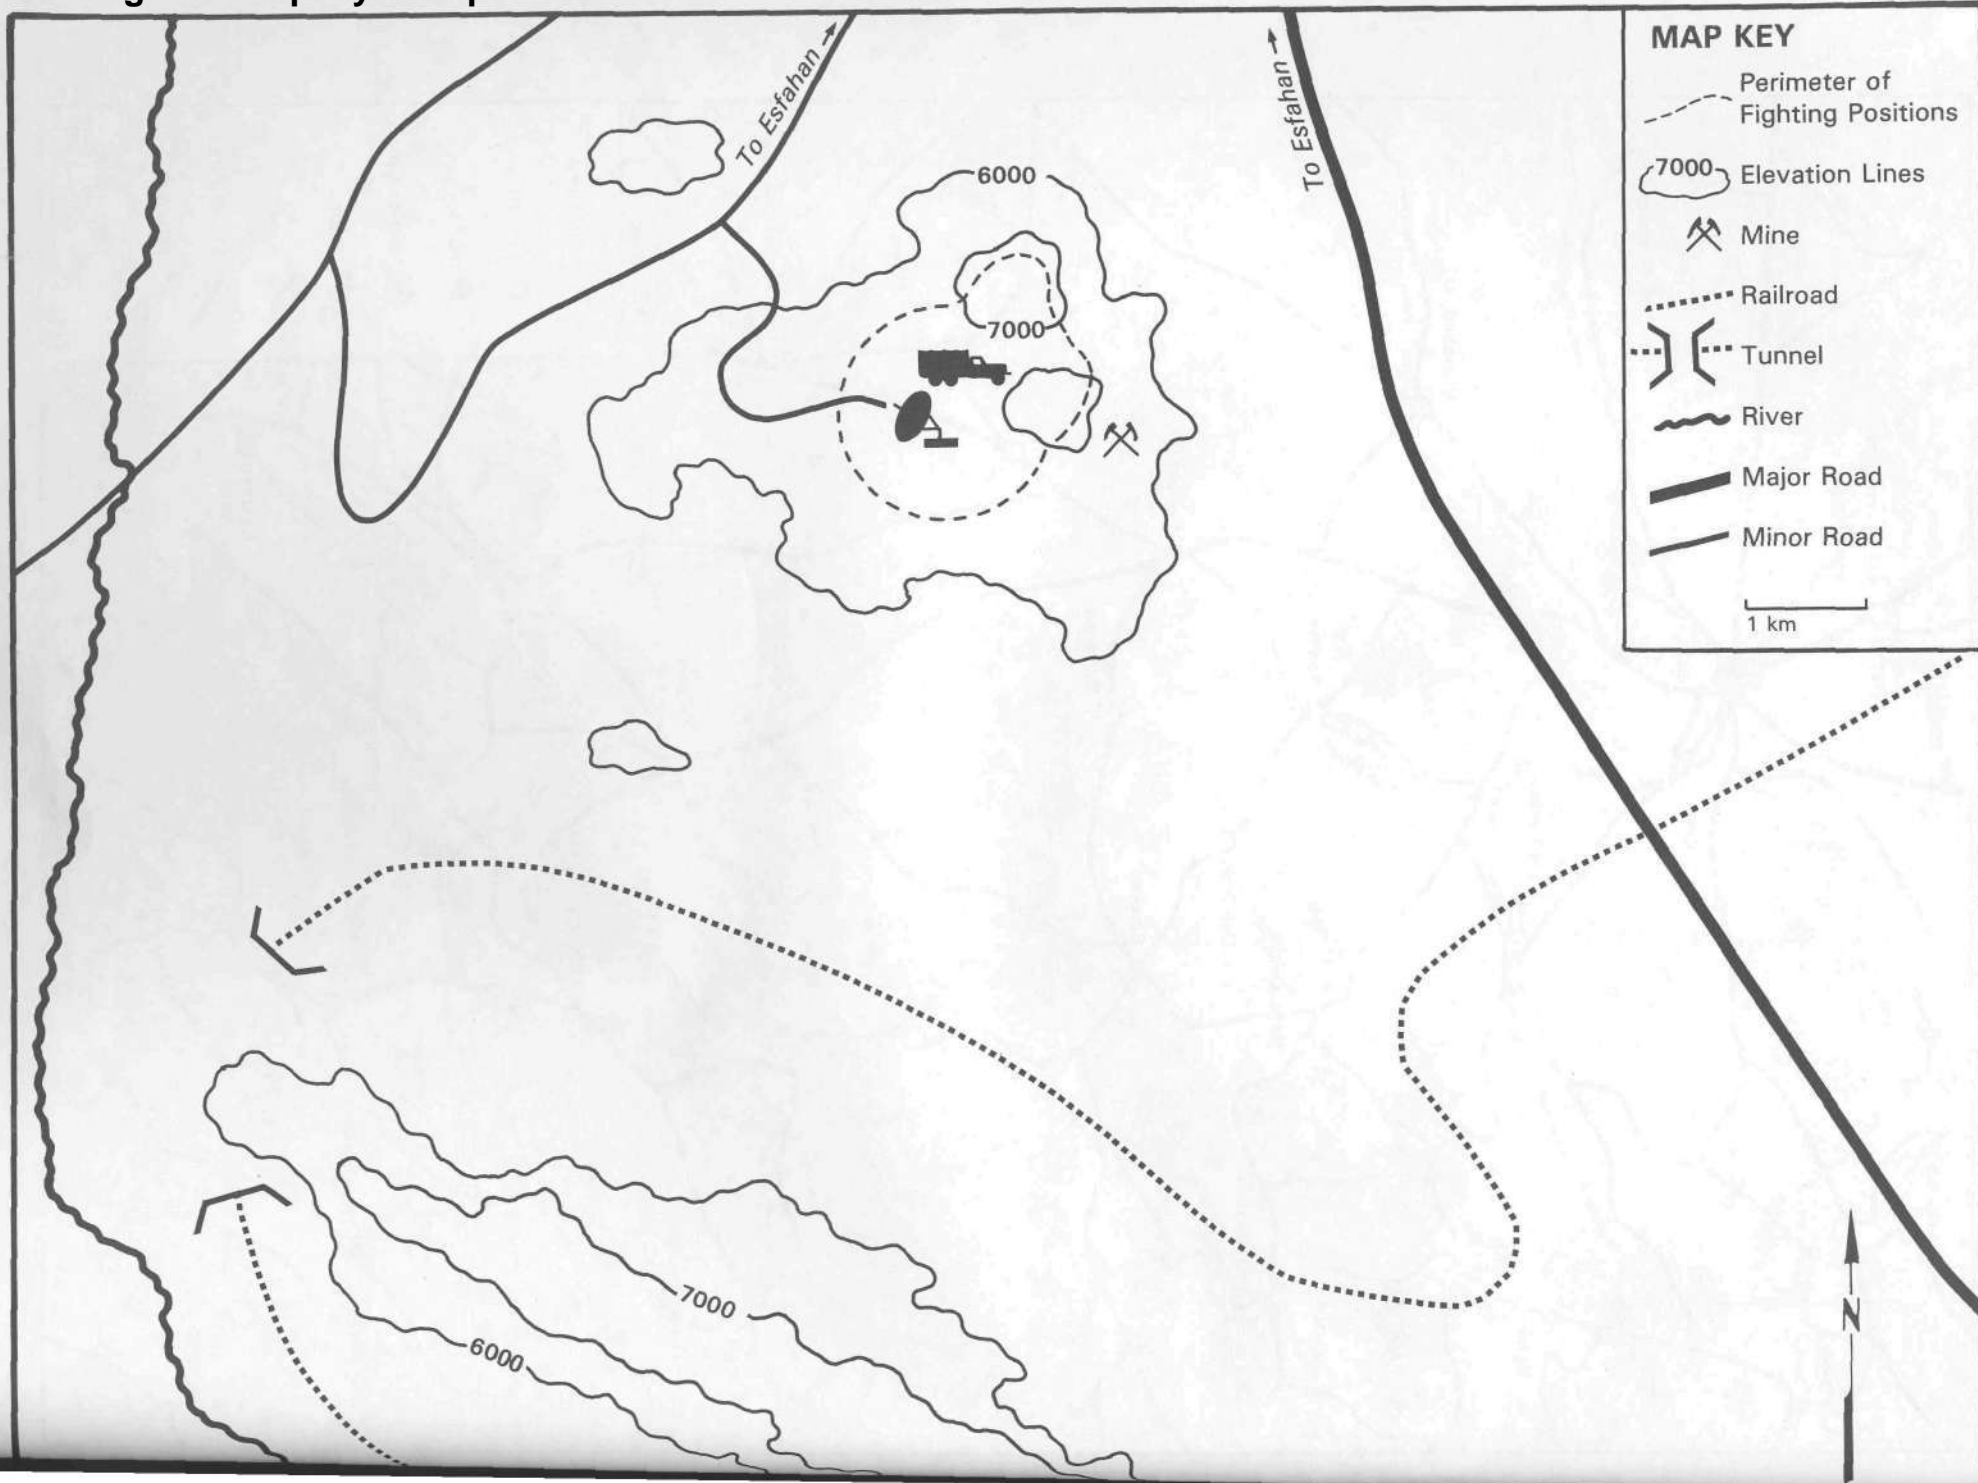 To Esfahan
To Esfahan
6000
7000
7000
6000
N
MAP KEY
Perimeter of
Fighting Positions
7000 Elevation Lines
Mine
Railroad
Tunnel
River
Major Road
Minor Road
1 km